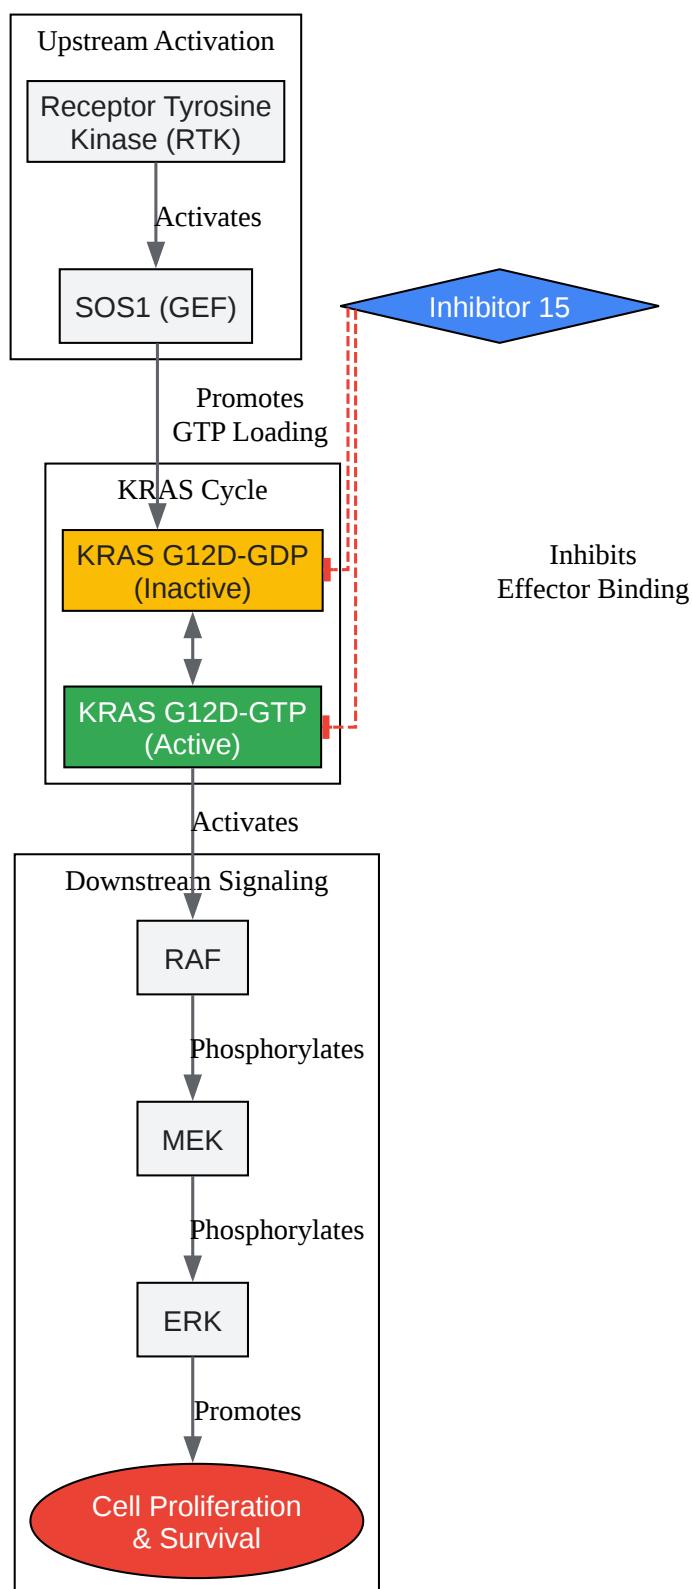 Upstream Activation
Receptor Tyrosine
Kinase (RTK)
Activates
SOS1 (GEF)
Inhibitor 15
Promotes
GTP Loading
KRAS Cycle
KRAS G12D-GDP
(Inactive)
Inhibits
Effector Binding
KRAS G12D-GTP
(Active)
Activates
Downstream Signaling
RAF
Phosphorylates
MEK
Phosphorylates
ERK
Promotes
Cell Proliferation
& Survival